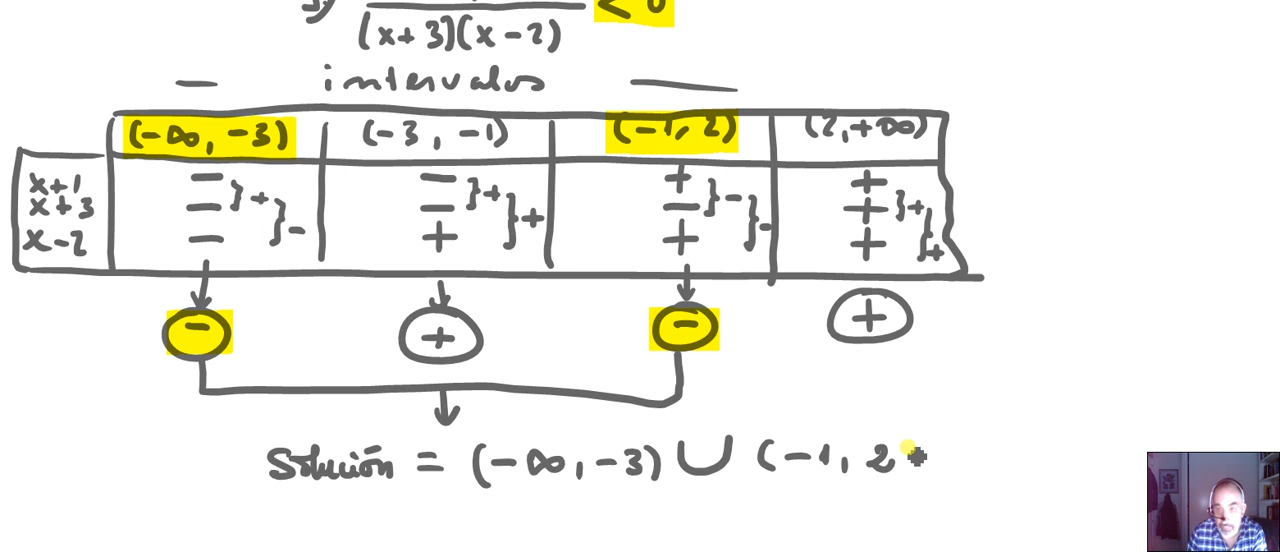 < 0
(x+3)(x-2)
— intervalos —
(-∞, -3) (-3, -1) (-1, 2) (2, +∞)
x+1 - - + +
x+3 - }+ - }+ - }- + }+
x-2 - }- + }+ + }- + }+
- + - +
Solución = (-∞, -3) ∪ (-1, 2